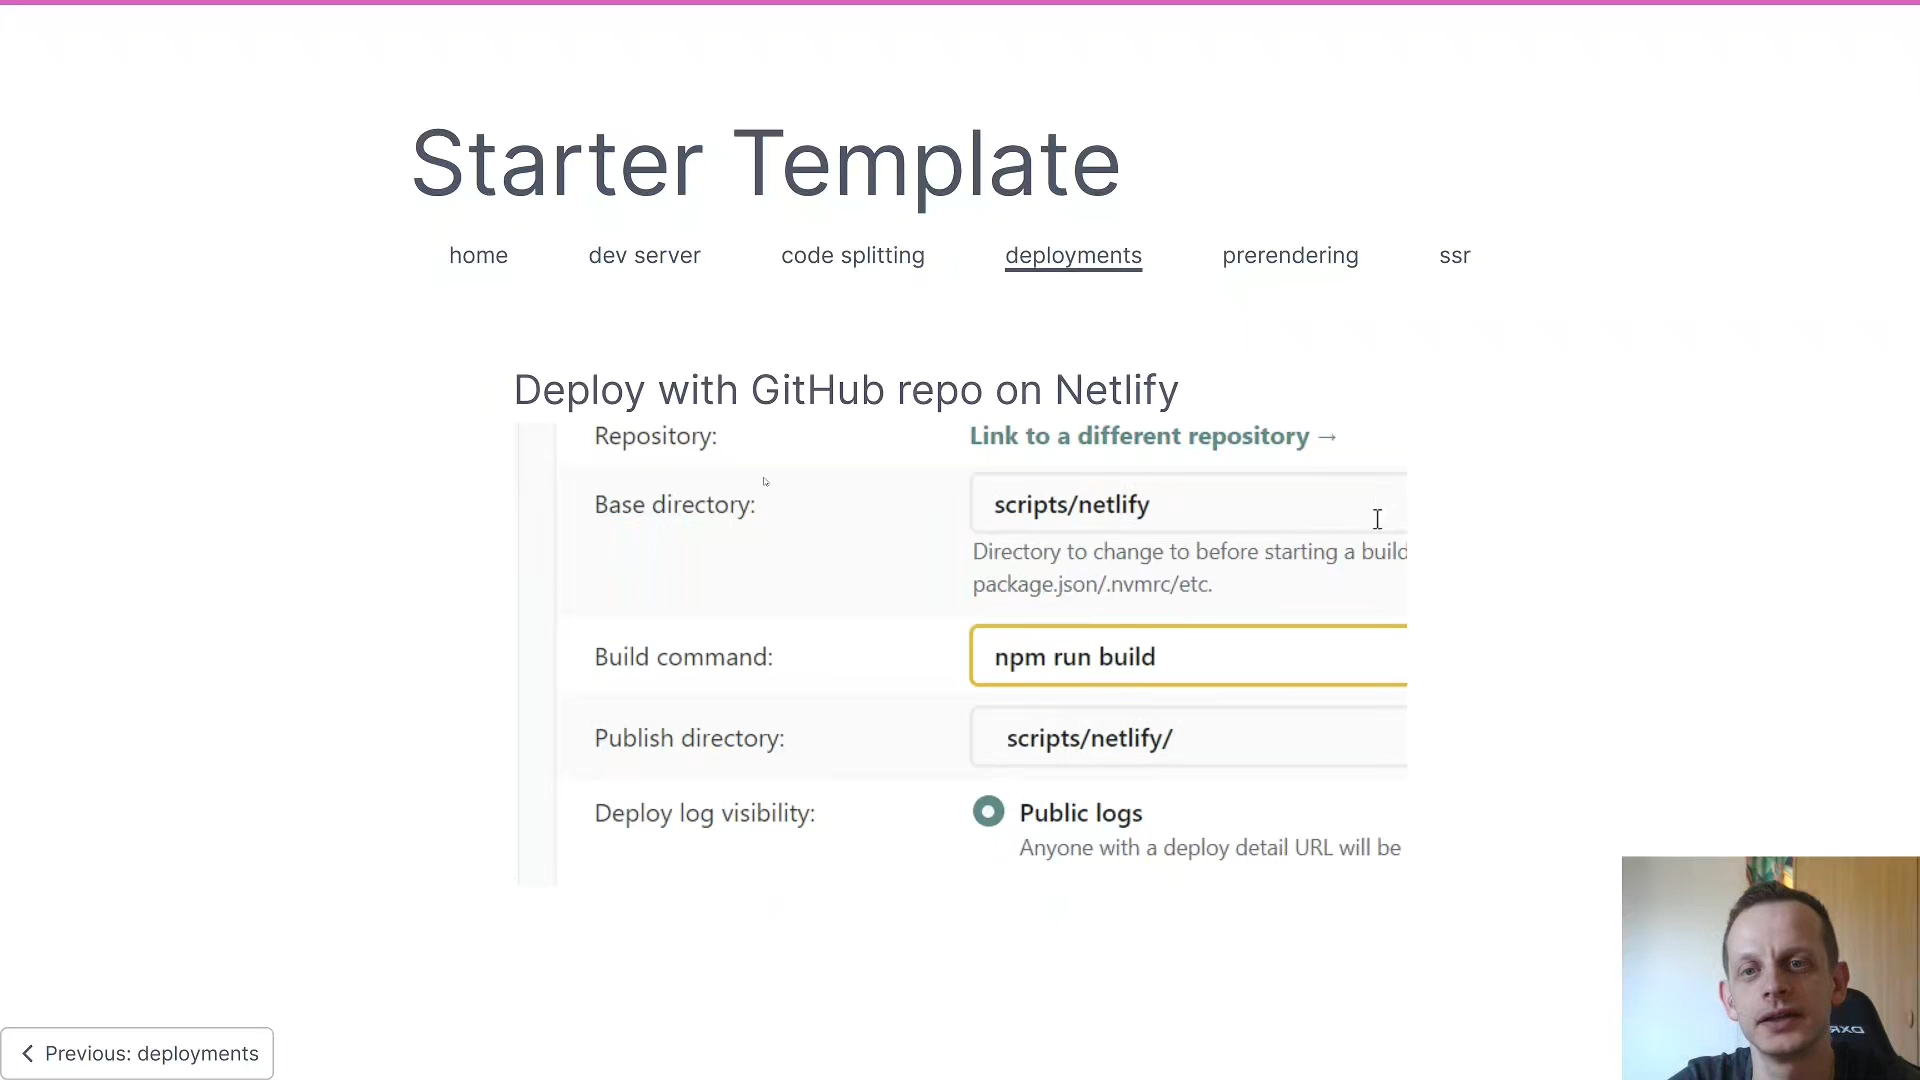 Starter Template
home dev server code splitting deployments prerendering ssr
Deploy with GitHub repo on Netlify
Repository: Link to a different repository →
Base directory: scripts/netlify
Directory to change to before starting a build
package.json/.nvmrc/etc.
Build command: npm run build
Publish directory: scripts/netlify/
Deploy log visibility: Public logs
Anyone with a deploy detail URL will be
Previous: deployments